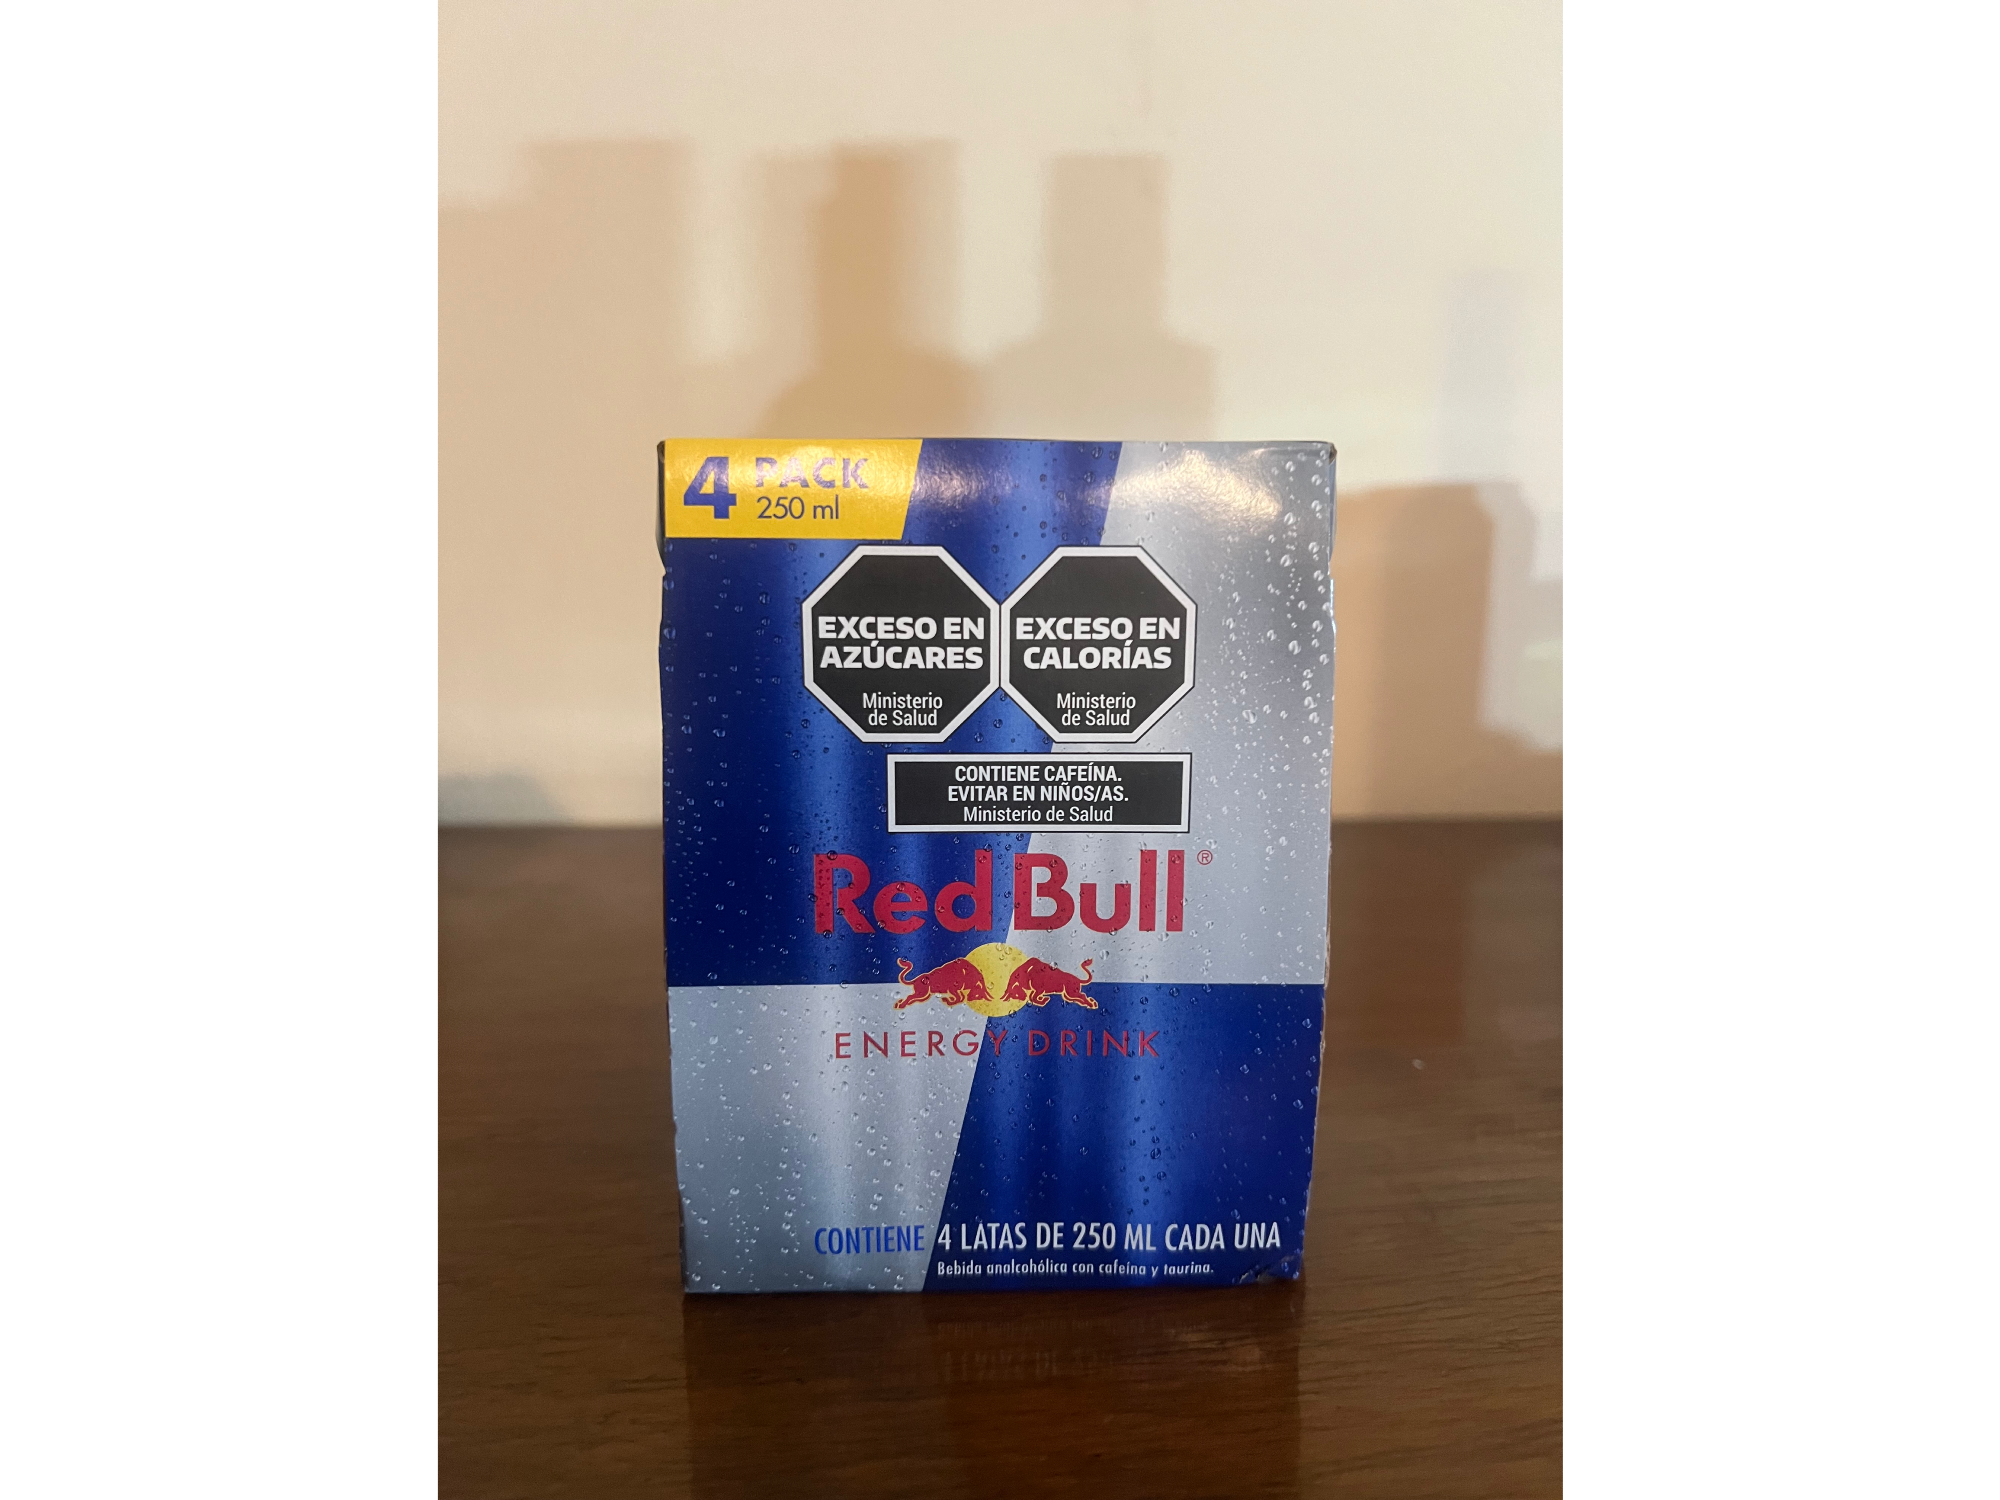 4 PACK
250 ml
EXCESO EN
AZÚCARES
Ministerio
de Salud
EXCESO EN
CALORÍAS
Ministerio
de Salud
CONTIENE CAFEÍNA.
EVITAR EN NIÑOS/AS.
Ministerio de Salud
Red Bull®
ENERGY DRINK
CONTIENE 4 LATAS DE 250 ML CADA UNA
Bebida analcohólica con cafeína y taurina.